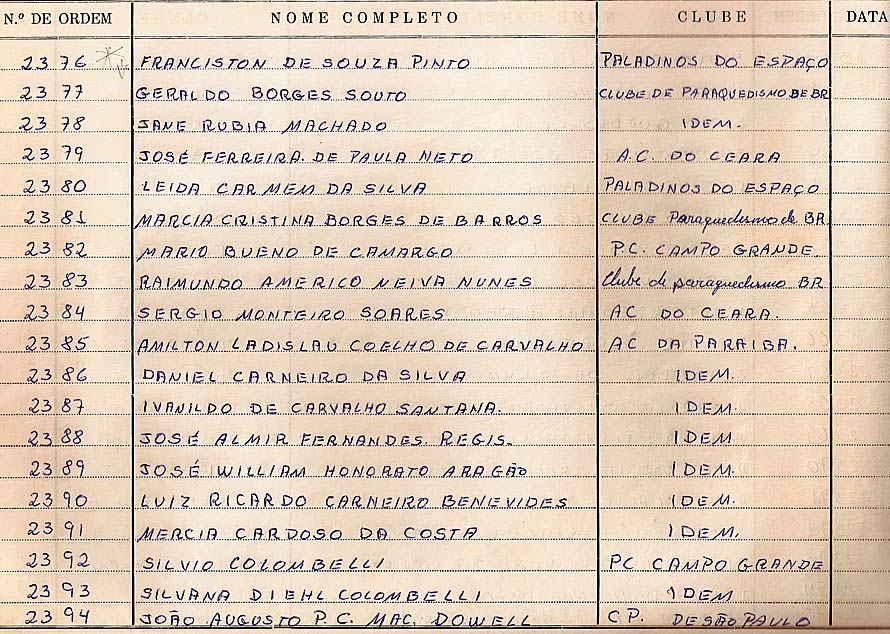 N.º DE ORDEM NOME COMPLETO CLUBE DATA
2376 FRANCISTON DE SOUZA PINTO PALADINOS DO ESPAÇO
2377 GERALDO BORGES SOUTO CLUBE DE PARAQUEDISMO DE BR
2378 JANE RUBIA MACHADO IDEM.
2379 JOSÉ FERREIRA. DE PAULA NETO A.C. DO CEARA
2380 LEIDA CARMEM DA SILVA PALADINOS DO ESPAÇO
2381 MARCIA CRISTINA BORGES DE BARROS CLUBE Paraquedismo de BR
2382 MARIO BUENO DE CAMARGO P.C. CAMPO GRANDE.
2383 RAIMUNDO AMERICO NEIVA NUNES Clube de paraquedismo BR
2384 SERGIO MONTEIRO SOARES AC DO CEARA.
2385 AMILTON LADISLAU COELHO DE CARVALHO AC DA PARAIBA.
2386 DANIEL CARNEIRO DA SILVA IDEM.
2387 IVANILDO DE CARVALHO SANTANA. IDEM.
2388 JOSÉ ALMIR FERNANDES. REGIS. IDEM
2389 JOSÉ WILLIAM HONORATO ARAGÃO IDEM.
2390 LUIZ RICARDO CARNEIRO BENEVIDES IDEM.
2391 MERCIA CARDOSO DA COSTA IDEM.
2392 SILVIO COLOMBELLI PC CAMPO GRANDE
2393 SILVANA DIEHL COLOMBELLI IDEM
2394 JOÃO AUGUSTO P.C. MAC. DOWELL CP. DE SÃO PAULO